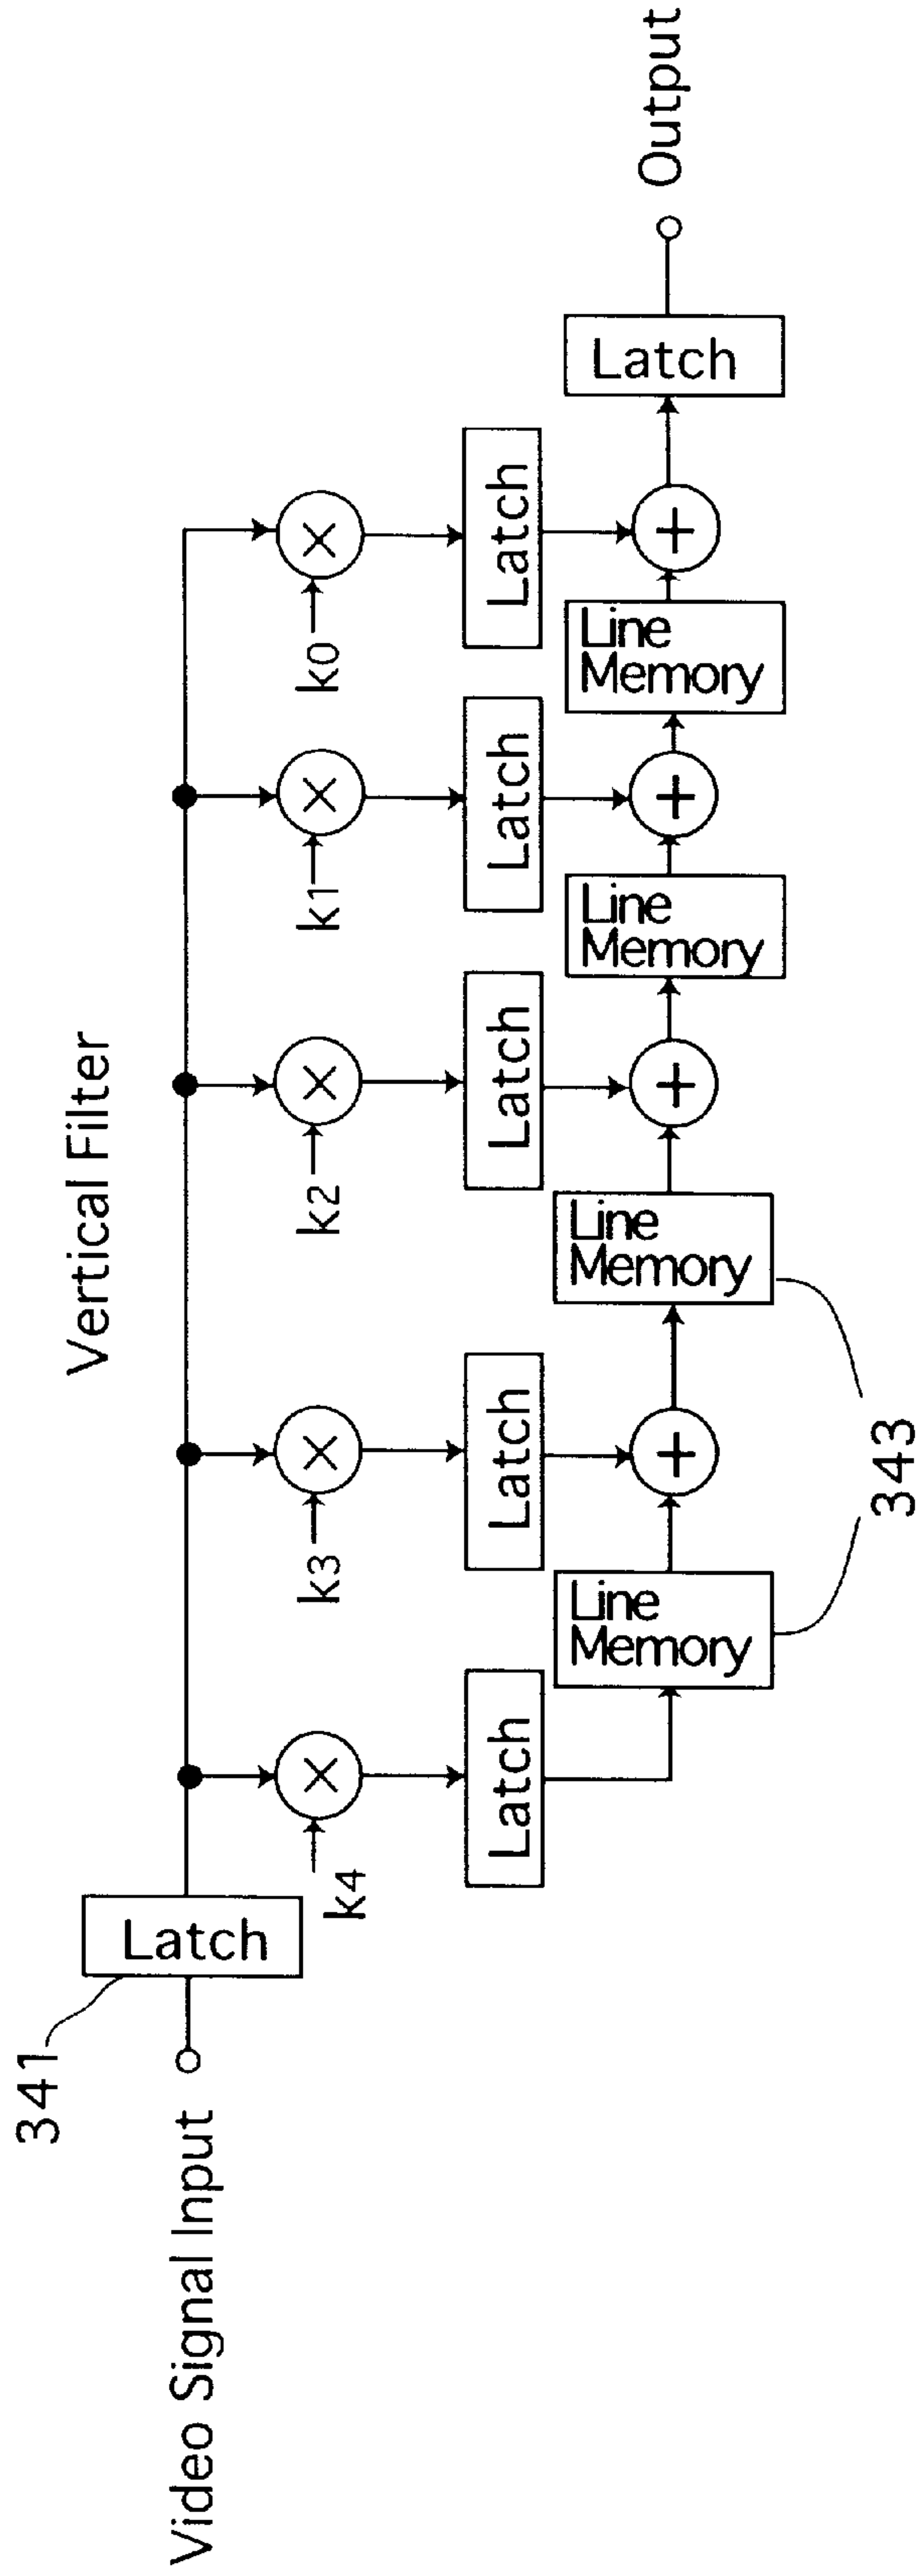 Vertical Filter
341
Video Signal Input
Latch
k4
k3
k2
k1
k0
Latch
Latch
Latch
Latch
Latch
Line
Memory
Line
Memory
Line
Memory
Line
Memory
Latch
Output
343